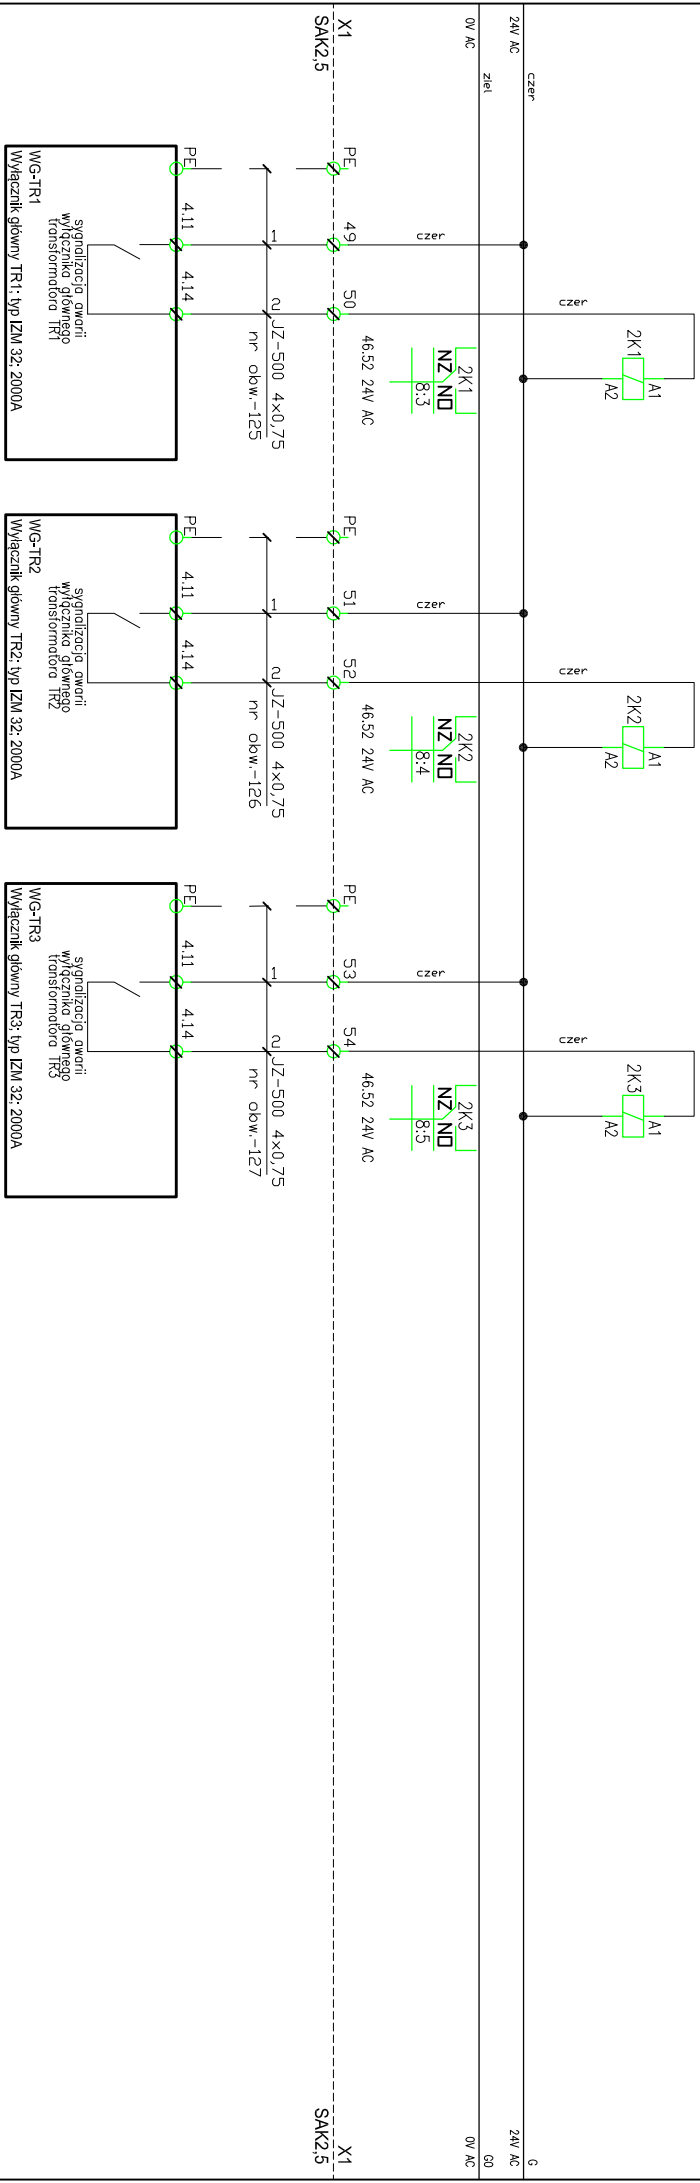 24V AC
czer
0V AC
ziel
X1
SAK2,5
2K1
A1
A2
czer
czer
2K1
NZ NO
8:3
46.52 24V AC
PE
49
50
1
2
JZ-500 4x0,75
nr obw.-125
PE
4.11
4.14
sygnalizacja awarii
wyłącznika głównego
transformatora TR1
WG-TR1
Wyłącznik główny TR1; typ IZM 32; 2000A
2K2
A1
A2
czer
czer
2K2
NZ NO
8:4
46.52 24V AC
PE
51
52
1
2
JZ-500 4x0,75
nr obw.-126
PE
4.11
4.14
sygnalizacja awarii
wyłącznika głównego
transformatora TR2
WG-TR2
Wyłącznik główny TR2; typ IZM 32; 2000A
2K3
A1
A2
czer
czer
2K3
NZ NO
8:5
46.52 24V AC
PE
53
54
1
2
JZ-500 4x0,75
nr obw.-127
PE
4.11
4.14
sygnalizacja awarii
wyłącznika głównego
transformatora TR3
WG-TR3
Wyłącznik główny TR3; typ IZM 32; 2000A
G
24V AC
G0
0V AC
X1
SAK2,5